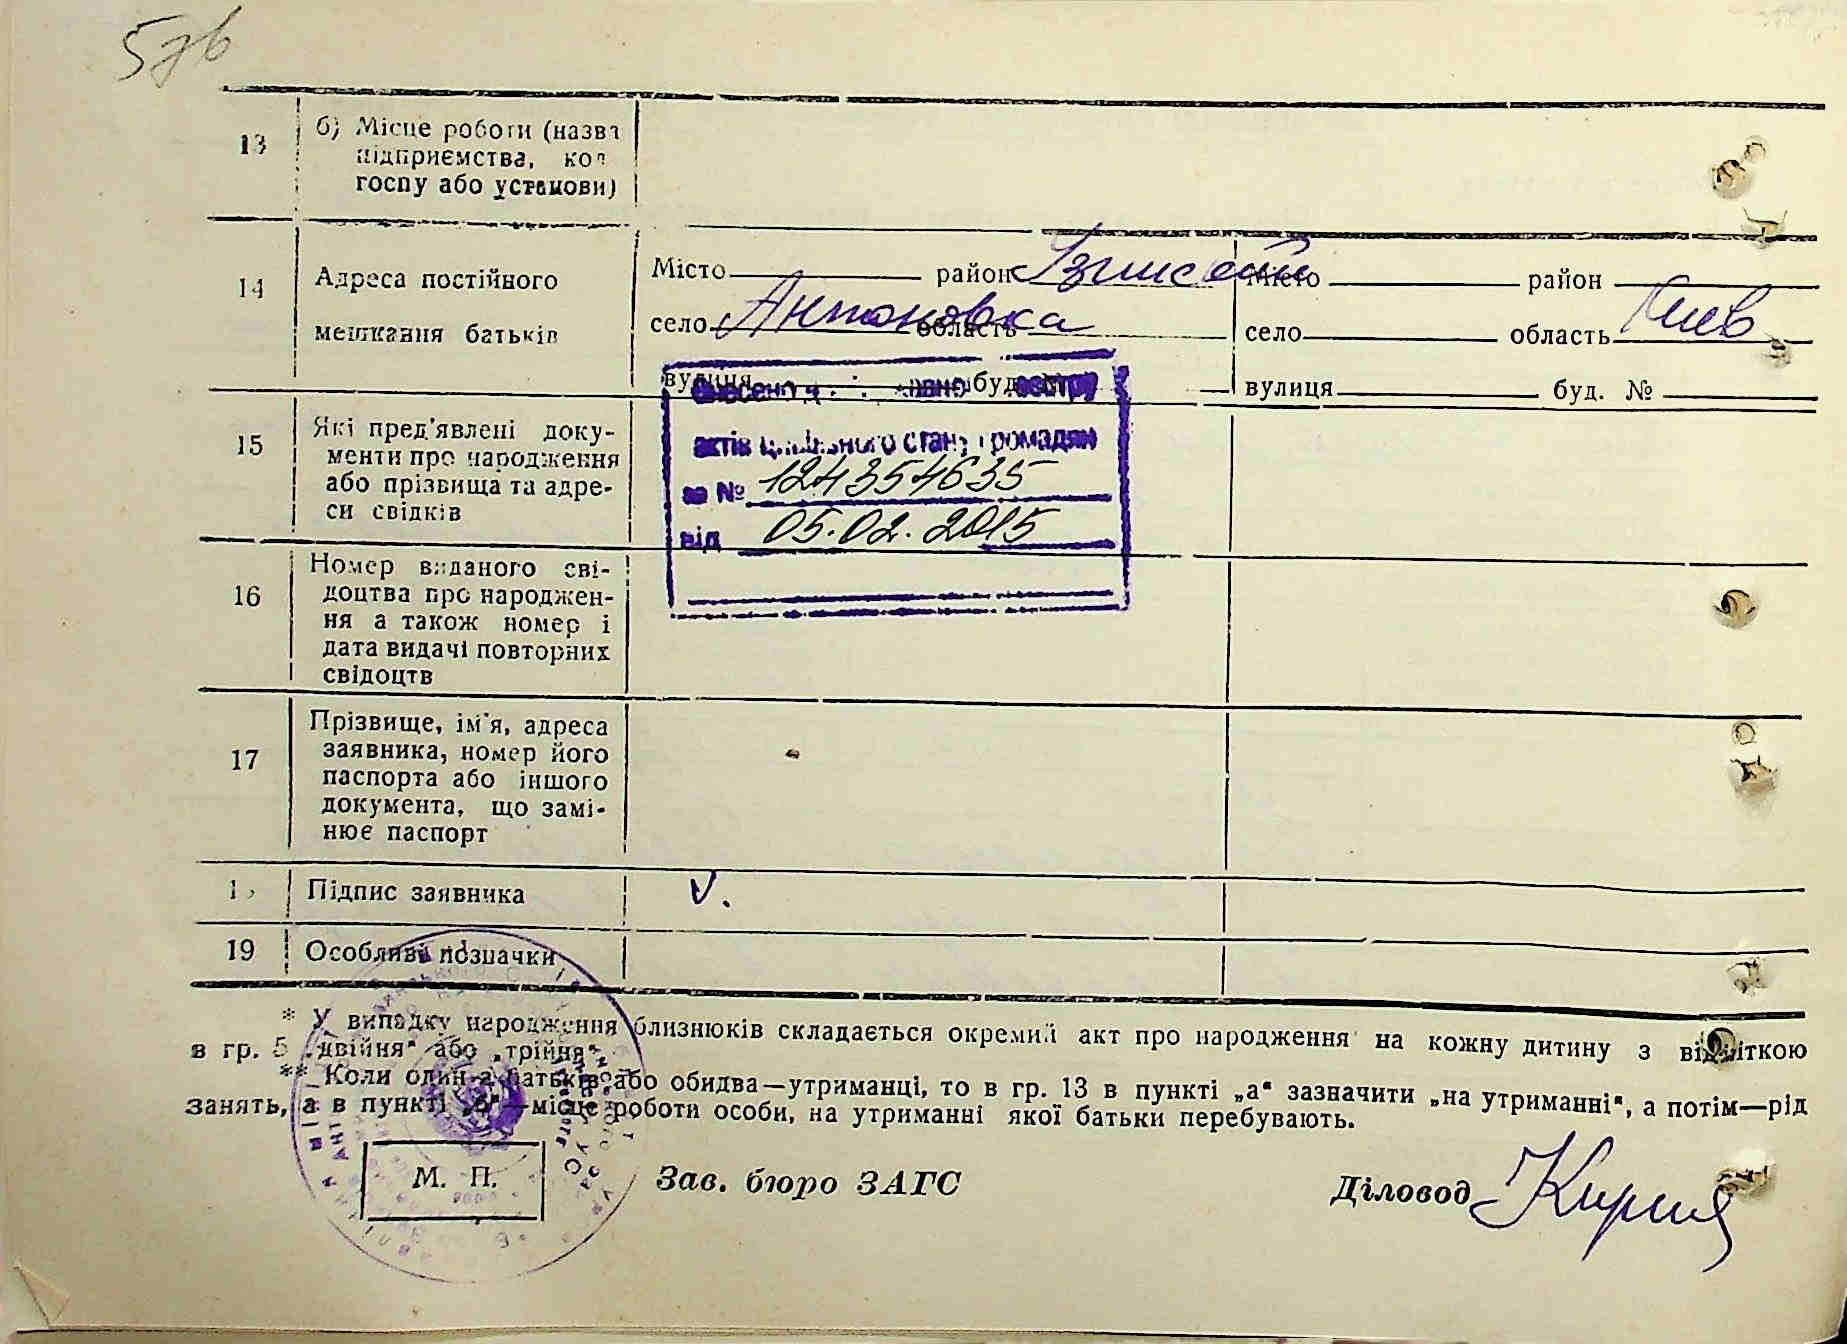 57б
13 б) Місце роботи (назва
підприємства, кол
госпу або установи)
14 Адреса постійного
мешкання батьків
Місто район
село Антоновка область
вулиця буд. №
Місто район
село область Киев
вулиця буд. №
внесено до державного реєстру
актів цивільного стану громадян
за № 124354635
від 05.02.2015
15 Які пред'явлені доку-
менти про народження
або прізвища та адре-
си свідків
16 Номер виданого сві-
доцтва про народжен-
ня а також номер і
дата видачі повторних
свідоцтв
17 Прізвище, ім'я, адреса
заявника, номер його
паспорта або іншого
документа, що замі-
нює паспорт
Підпис заявника V.
19 Особливі позначки
* У випадку народження близнюків складається окремий акт про народження на кожну дитину з відміткою
в гр. 5 „двійня" або „трійня"
** Коли один з батьків або обидва—утриманці, то в гр. 13 в пункті „а" зазначити „на утриманні", а потім—рід
занять, а в пункті „б"—місце роботи особи, на утриманні якої батьки перебувають.
М. П.
Зав. бюро ЗАГС
Діловод